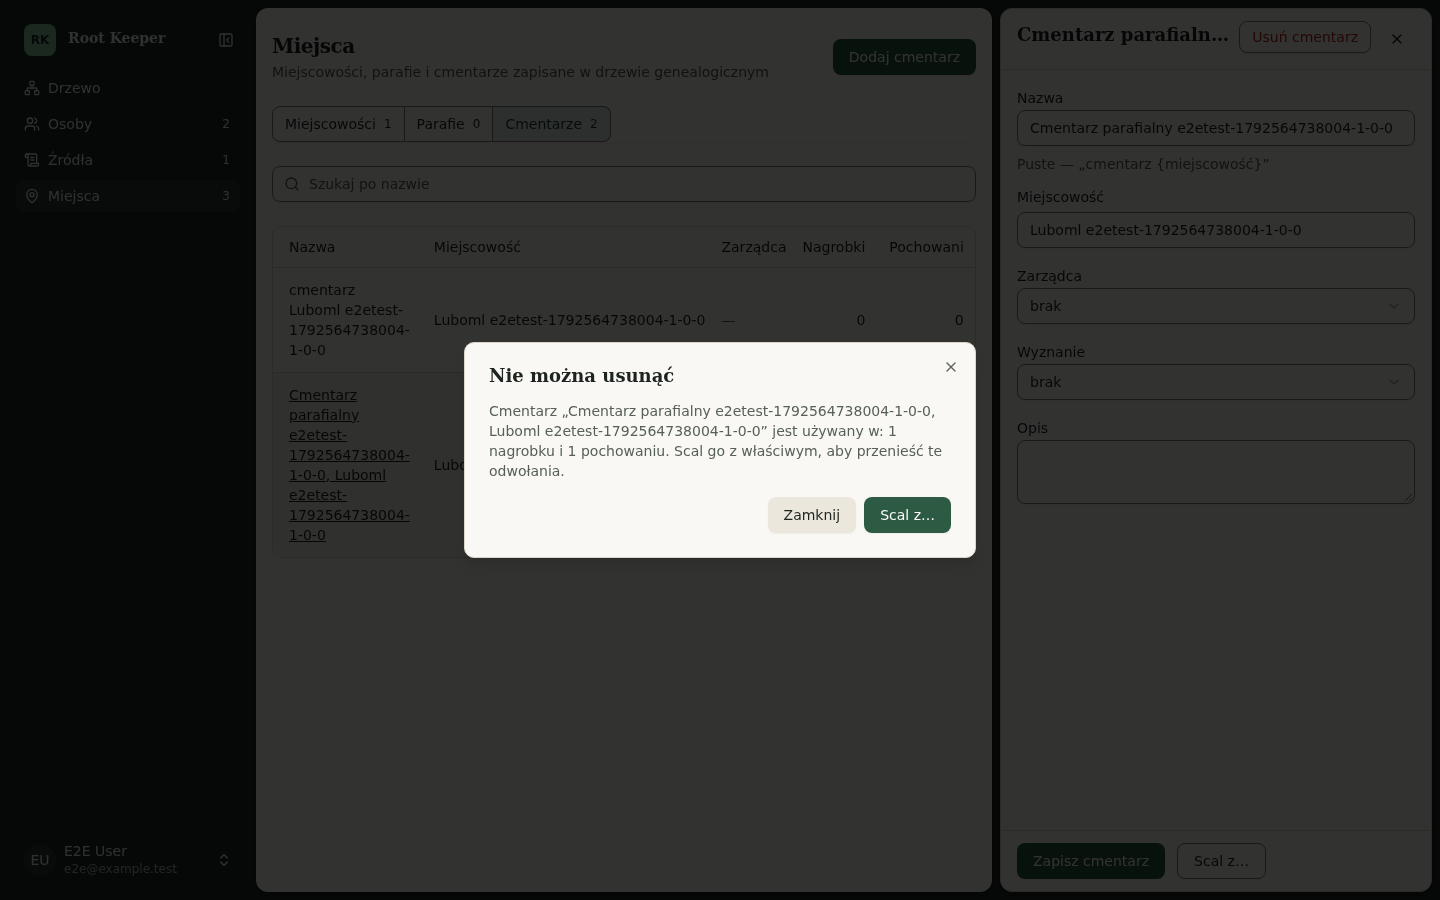 RK Root Keeper
Drzewo
Osoby 2
Źródła 1
Miejsca 3
EU
E2E User
e2e@example.test
Miejsca
Miejscowości, parafie i cmentarze zapisane w drzewie genealogicznym
Dodaj cmentarz
Miejscowości 1 Parafie 0 Cmentarze 2
Szukaj po nazwie
Nazwa Miejscowość Zarządca Nagrobki Pochowani
cmentarz
Luboml e2etest-
1792564738004-
1-0-0
Luboml e2etest-1792564738004-1-0-0 — 0 0
Cmentarz
parafialny
e2etest-
1792564738004-
1-0-0, Luboml
e2etest-
1792564738004-
1-0-0
Nie można usunąć
Cmentarz „Cmentarz parafialny e2etest-1792564738004-1-0-0,
Luboml e2etest-1792564738004-1-0-0” jest używany w: 1
nagrobku i 1 pochowaniu. Scal go z właściwym, aby przenieść te
odwołania.
Zamknij Scal z…
Cmentarz parafialn… Usuń cmentarz
Nazwa
Cmentarz parafialny e2etest-1792564738004-1-0-0
Puste — „cmentarz {miejscowość}”
Miejscowość
Luboml e2etest-1792564738004-1-0-0
Zarządca
brak
Wyznanie
brak
Opis
Zapisz cmentarz Scal z…